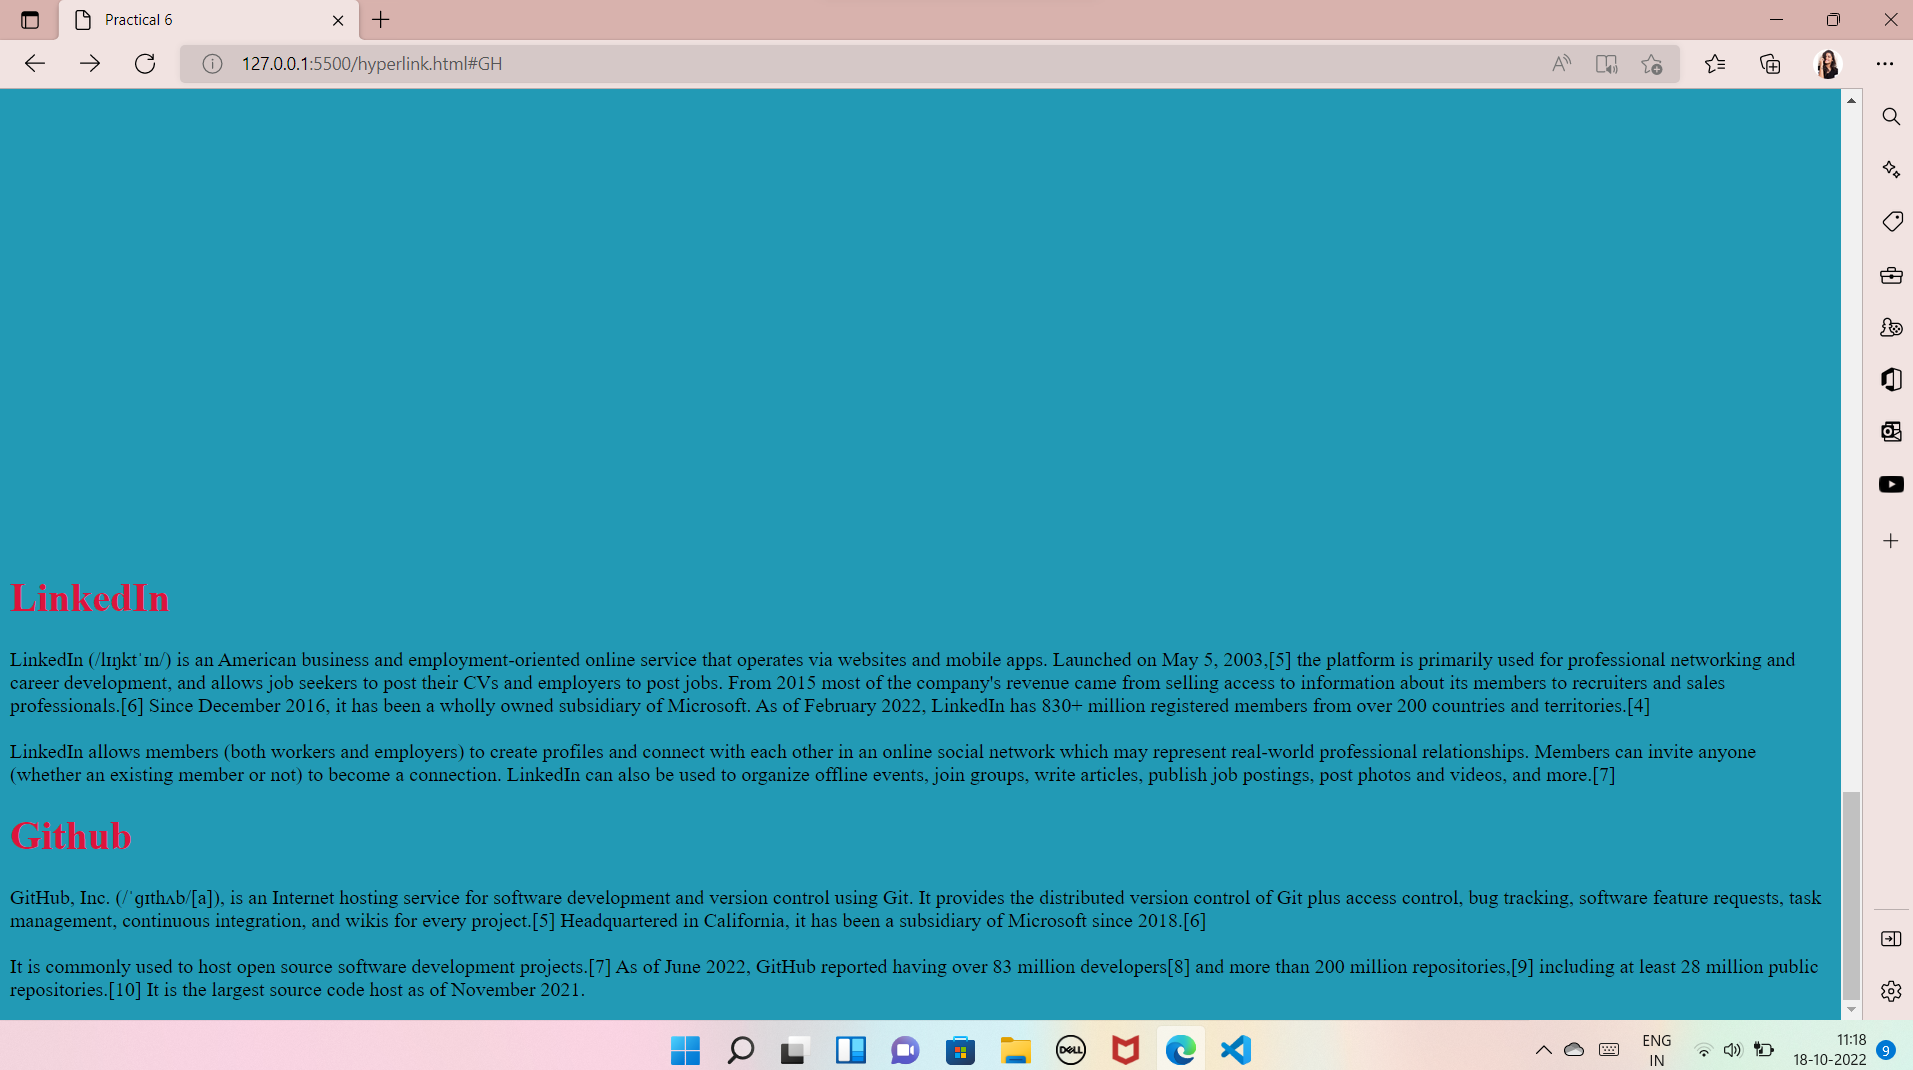 Practical 6
127.0.0.1:5500/hyperlink.html#GH
LinkedIn
LinkedIn (/lɪŋktˈɪn/) is an American business and employment-oriented online service that operates via websites and mobile apps. Launched on May 5, 2003,[5] the platform is primarily used for professional networking and
career development, and allows job seekers to post their CVs and employers to post jobs. From 2015 most of the company's revenue came from selling access to information about its members to recruiters and sales
professionals.[6] Since December 2016, it has been a wholly owned subsidiary of Microsoft. As of February 2022, LinkedIn has 830+ million registered members from over 200 countries and territories.[4]
LinkedIn allows members (both workers and employers) to create profiles and connect with each other in an online social network which may represent real-world professional relationships. Members can invite anyone
(whether an existing member or not) to become a connection. LinkedIn can also be used to organize offline events, join groups, write articles, publish job postings, post photos and videos, and more.[7]
Github
GitHub, Inc. (/ˈɡɪthʌb/[a]), is an Internet hosting service for software development and version control using Git. It provides the distributed version control of Git plus access control, bug tracking, software feature requests, task
management, continuous integration, and wikis for every project.[5] Headquartered in California, it has been a subsidiary of Microsoft since 2018.[6]
It is commonly used to host open source software development projects.[7] As of June 2022, GitHub reported having over 83 million developers[8] and more than 200 million repositories,[9] including at least 28 million public
repositories.[10] It is the largest source code host as of November 2021.
DELL
ENG
IN
11:18
18-10-2022
9